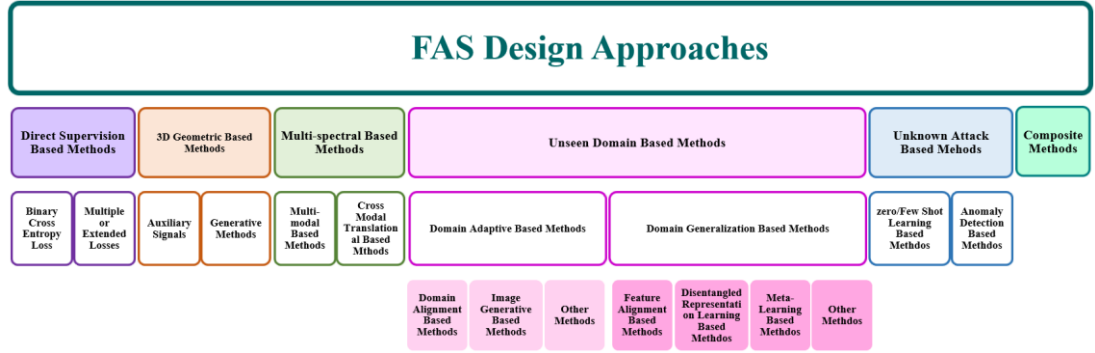 FAS Design Approaches
Direct Supervision
Based Methods
3D Geometric Based
Methods
Multi-spectral Based
Methods
Unseen Domain Based Methods
Unknown Attack
Based Mehods
Composite
Methods
Binary
Cross
Entropy
Loss
Multiple
or
Extended
Losses
Auxiliary
Signals
Generative
Methods
Multi-
modal
Based
Methods
Cross
Modal
Translation
al Based
Mthods
Domain Adaptive Based Methods
Domain Generalization Based Methods
zero/Few Shot
Learning
Based
Methdos
Anomaly
Detection
Based
Methdos
Domain
Alignment
Based
Methods
Image
Generative
Based
Methods
Other
Methods
Feature
Alignment
Based
Methods
Disentangled
Representati
on Learning
Based
Methdos
Meta-
Learning
Based
Methdos
Other
Methdos